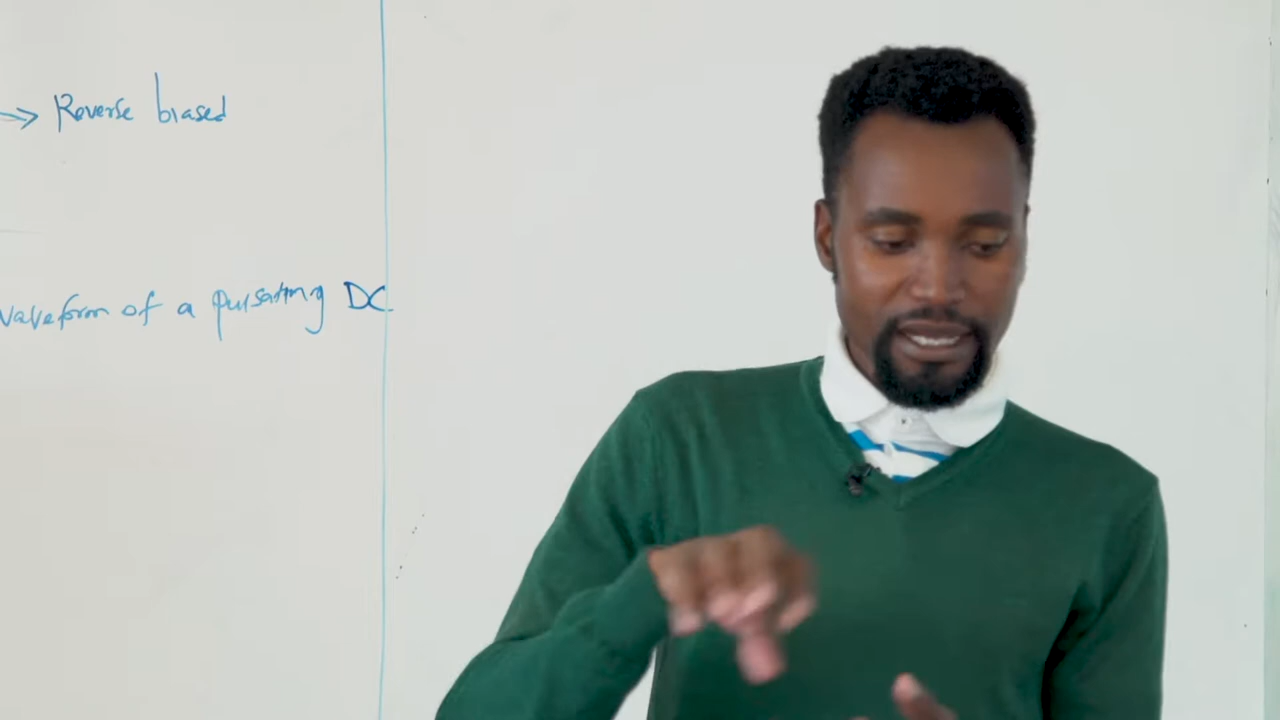 → Reverse biased
waveform of a pulsating DC